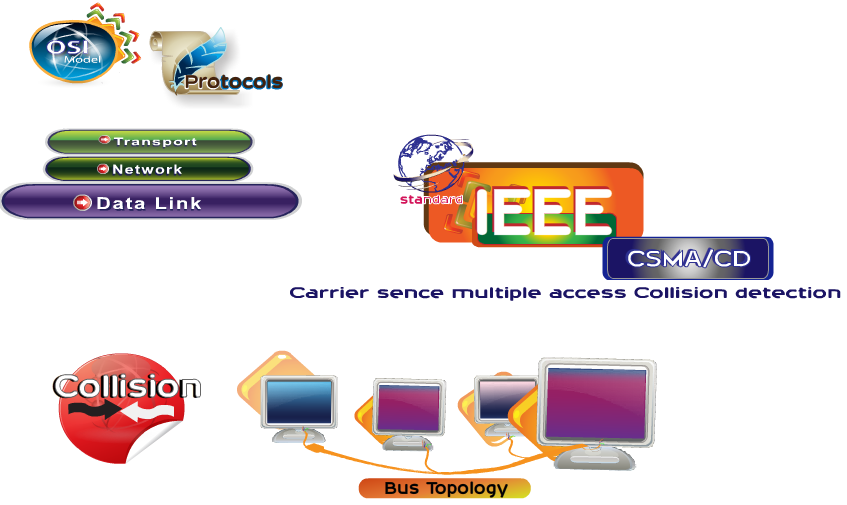 OSI
Model
Protocols
Transport
Network
Data Link
standard
IEEE
CSMA/CD
Carrier sence multiple access Collision detection
Collision
Bus Topology